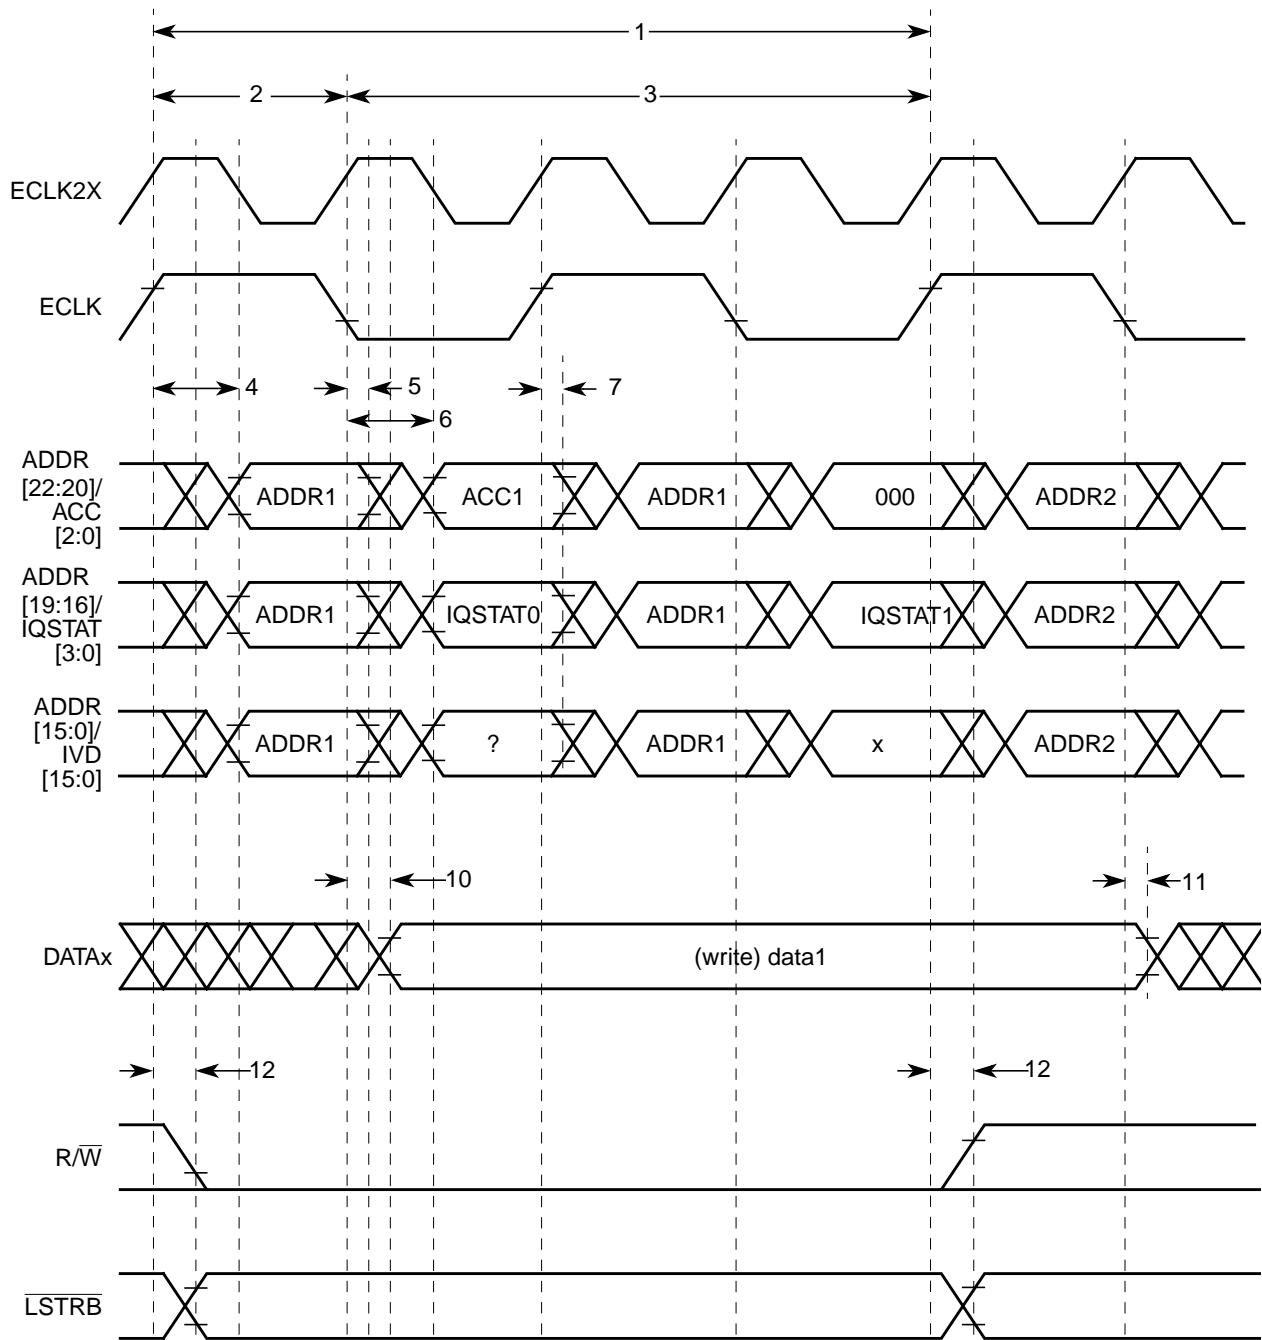 1
2 3
ECLK2X
ECLK
4 5 7
6
ADDR
[22:20]/
ACC
[2:0]
ADDR1 ACC1 ADDR1 000 ADDR2
ADDR
[19:16]/
IQSTAT
[3:0]
ADDR1 IQSTAT0 ADDR1 IQSTAT1 ADDR2
ADDR
[15:0]/
IVD
[15:0]
ADDR1 ? ADDR1 x ADDR2
10 11
DATAx (write) data1
12 12
R/W
LSTRB